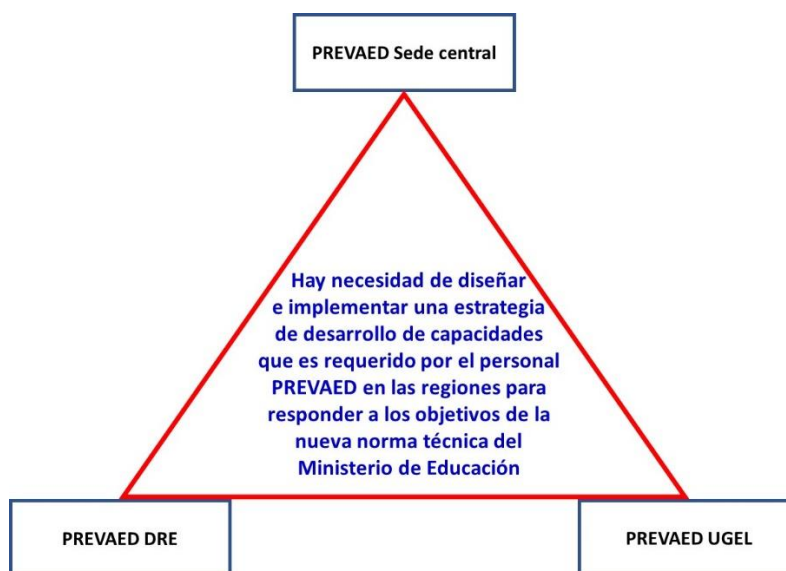 PREVAED Sede central
Hay necesidad de diseñar
e implementar una estrategia
de desarrollo de capacidades
que es requerido por el personal
PREVAED en las regiones para
responder a los objetivos de la
nueva norma técnica del
Ministerio de Educación
PREVAED DRE
PREVAED UGEL